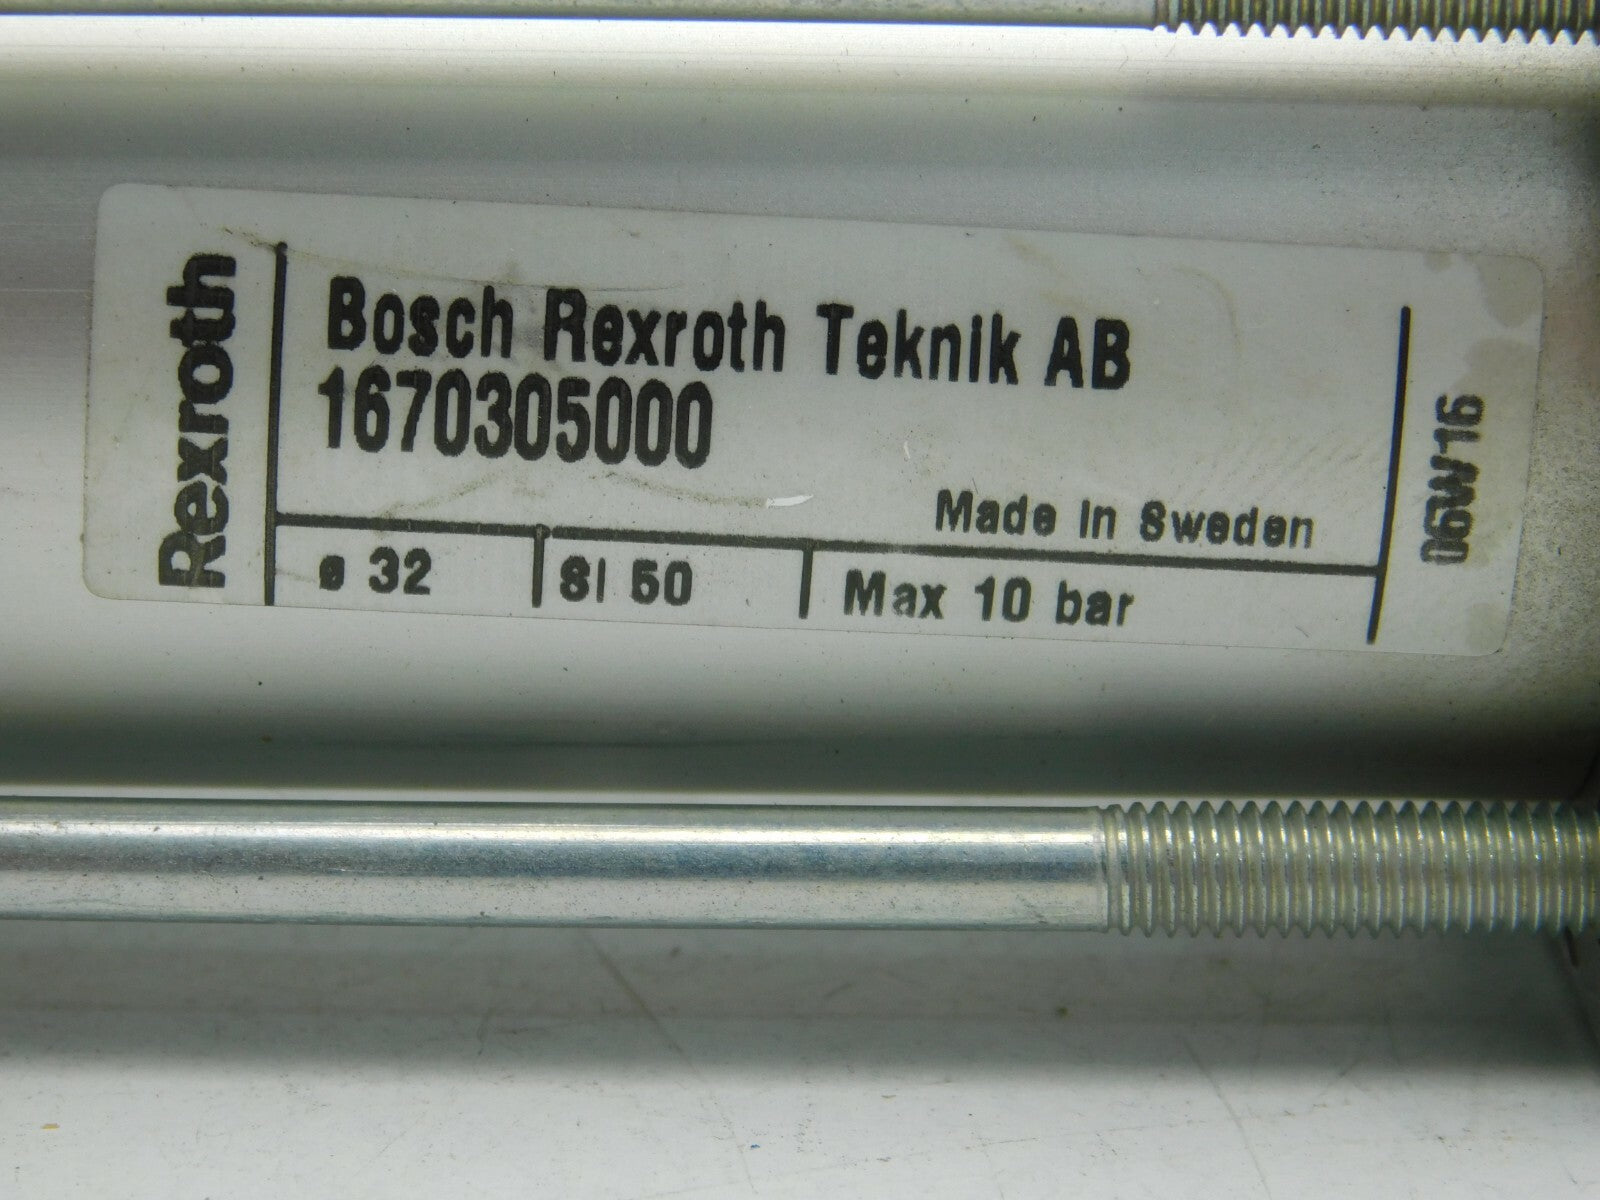 Rexroth
Bosch Rexroth Teknik AB
1670305000
Made in Sweden
ø 32
Sl 50
Max 10 bar
06W16